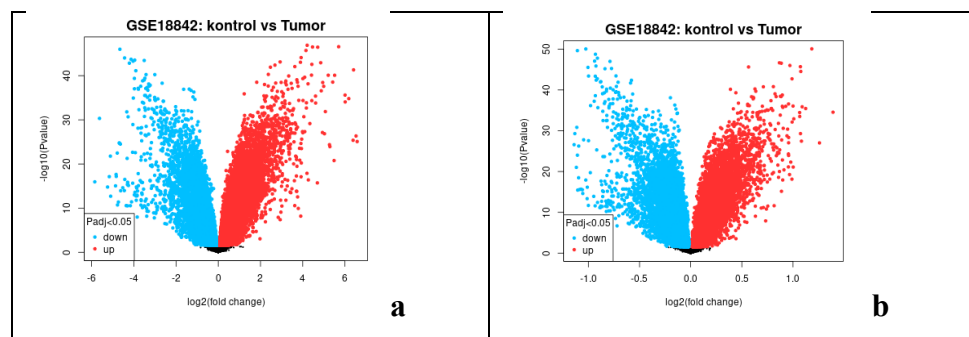 GSE18842: kontrol vs Tumor
-log10(Pvalue)
40
30
20
10
0
Padj<0.05
down
up
-6 -4 -2 0 2 4 6
log2(fold change)
a
GSE18842: kontrol vs Tumor
-log10(Pvalue)
50
40
30
20
10
0
Padj<0.05
down
up
-1.0 -0.5 0.0 0.5 1.0
log2(fold change)
b